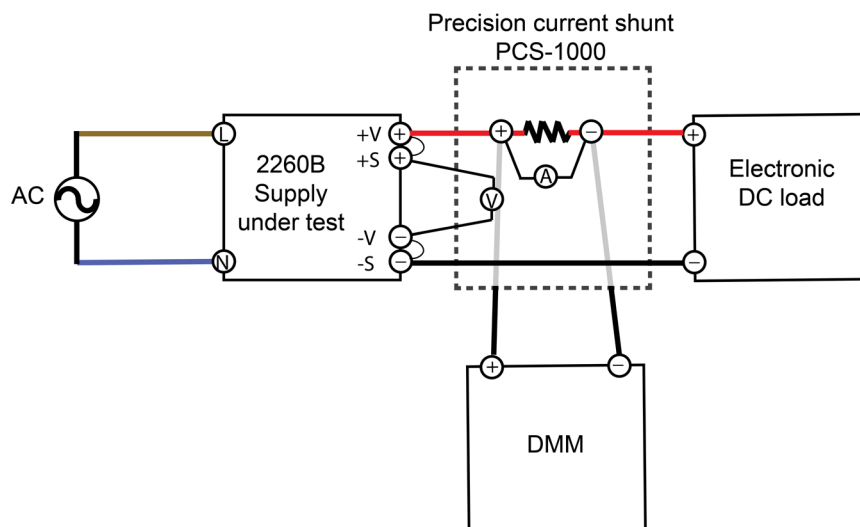 Precision current shunt
PCS-1000
L
+V
+
+
−
+
2260B
+S
+
A
Electronic
AC
Supply
V
DC load
under test
-V
−
N
-S
−
−
+
−
DMM